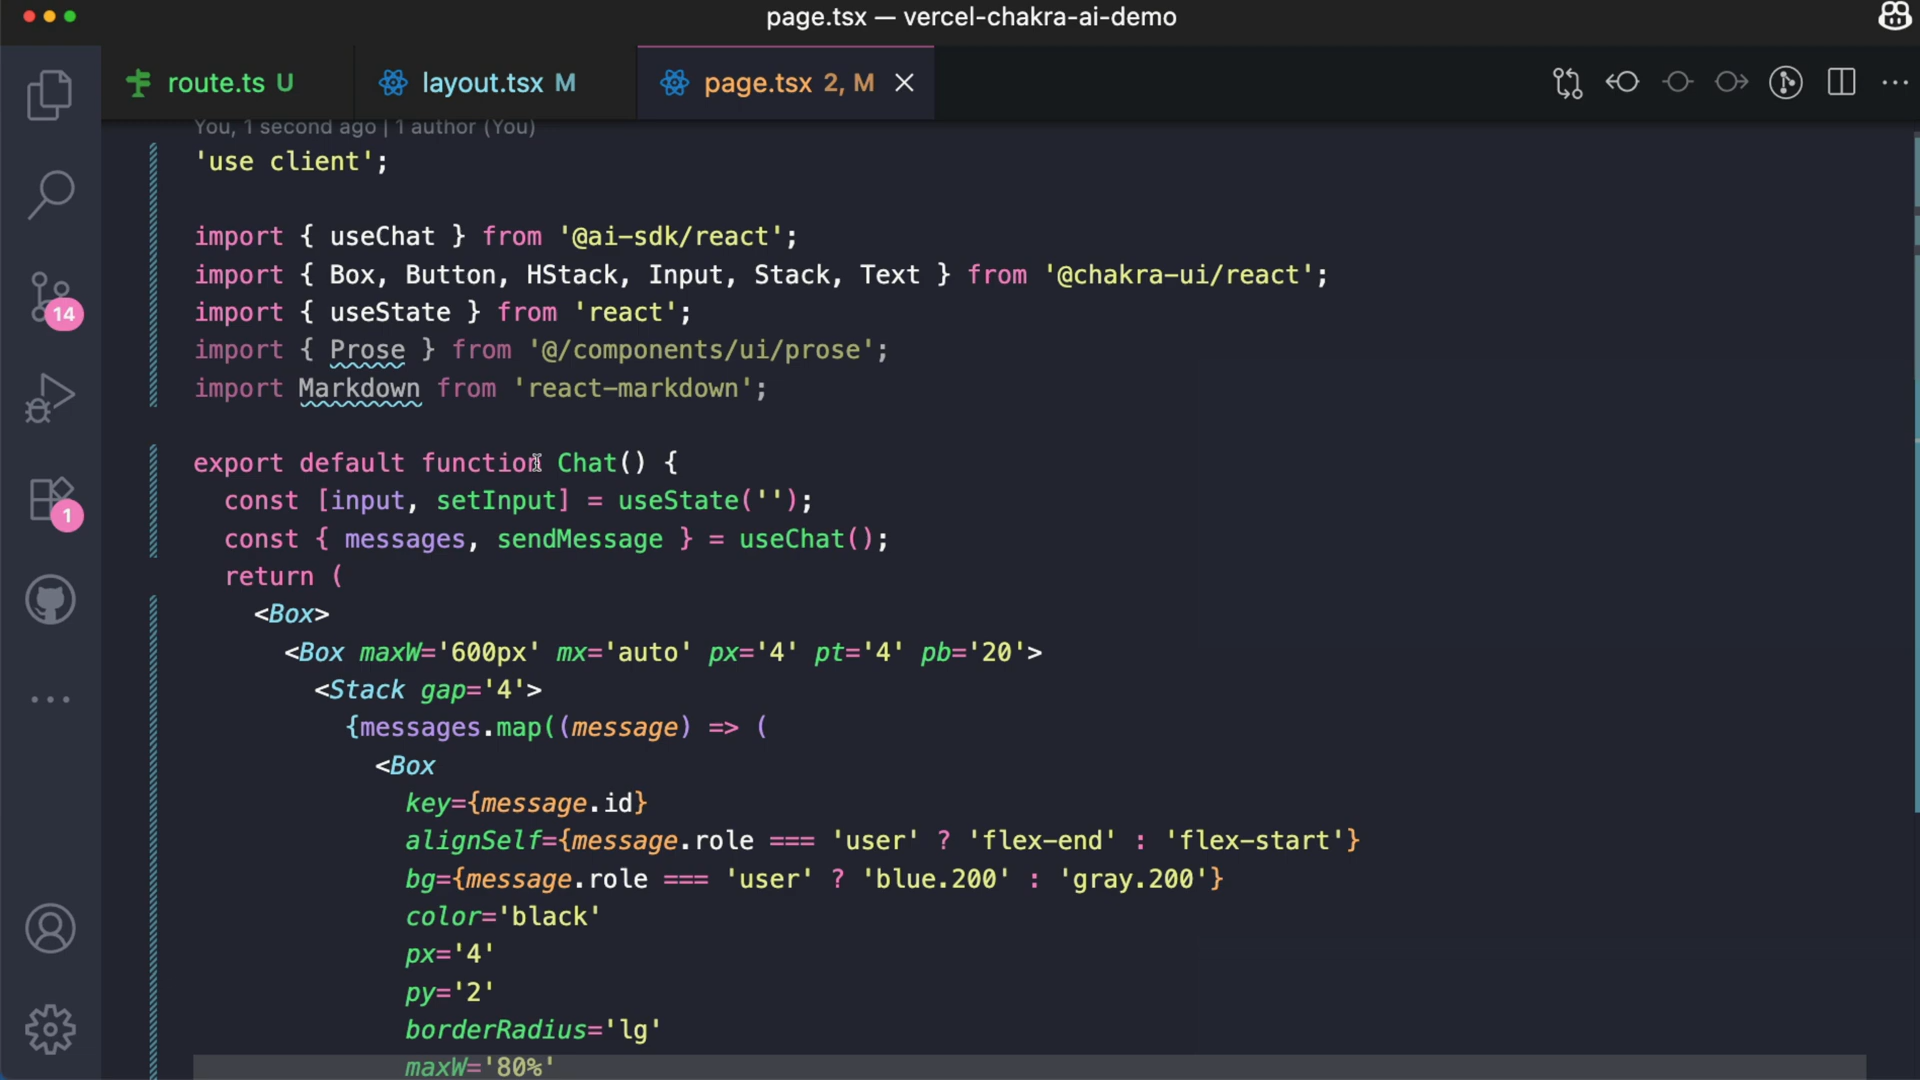 page.tsx — vercel-chakra-ai-demo
route.ts U
layout.tsx M
page.tsx 2, M
You, 1 second ago | 1 author (You)
'use client';
import { useChat } from '@ai-sdk/react';
import { Box, Button, HStack, Input, Stack, Text } from '@chakra-ui/react';
import { useState } from 'react';
import { Prose } from '@/components/ui/prose';
import Markdown from 'react-markdown';
export default function Chat() {
const [input, setInput] = useState('');
const { messages, sendMessage } = useChat();
return (
<Box>
<Box maxW='600px' mx='auto' px='4' pt='4' pb='20'>
<Stack gap='4'>
{messages.map((message) => (
<Box
key={message.id}
alignSelf={message.role === 'user' ? 'flex-end' : 'flex-start'}
bg={message.role === 'user' ? 'blue.200' : 'gray.200'}
color='black'
px='4'
py='2'
borderRadius='lg'
maxW='80%'
14
1